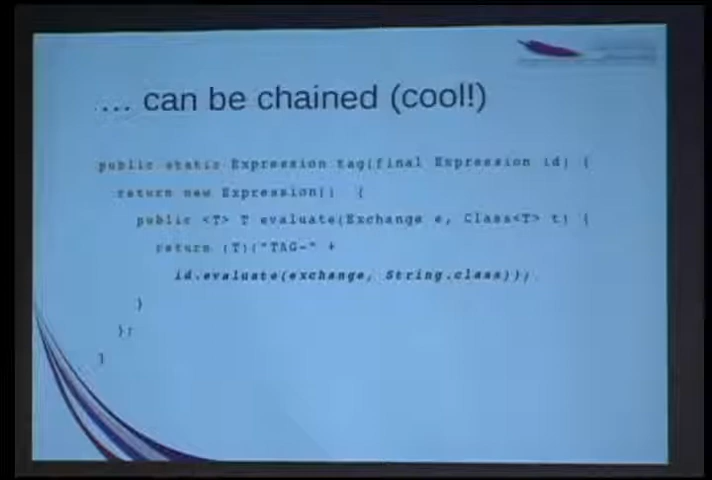 .... can be chained (cool!)
public static Expression tag(final Expression id) {
return new Expression() {
public <T> T evaluate(Exchange e, Class<T> t) {
return (T)("TAG-" +
id.evaluate(exchange, String.class));
}
};
}